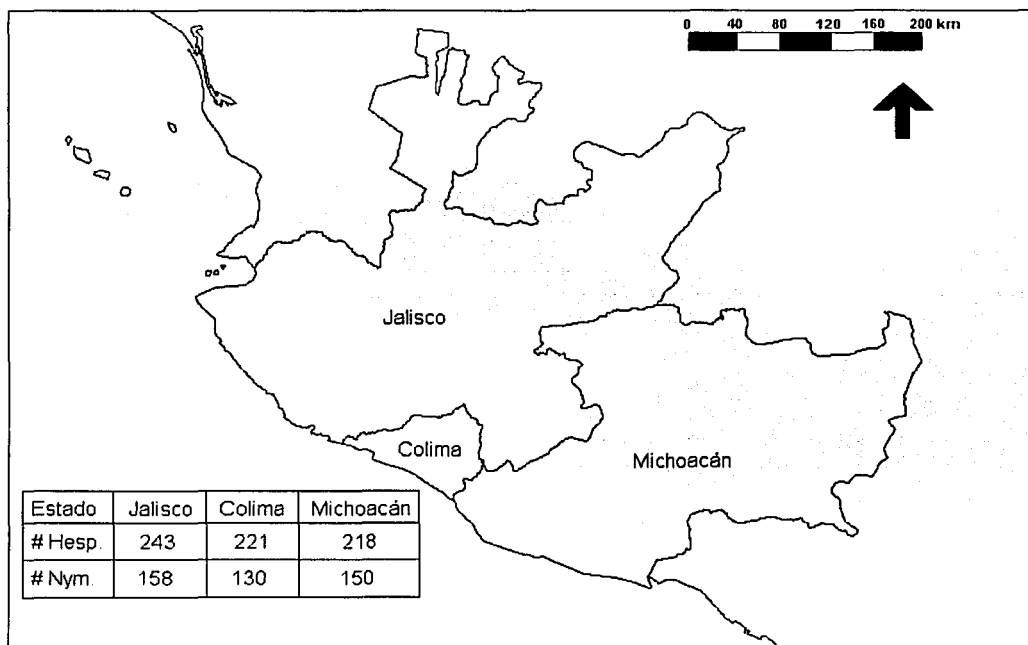 0 40 80 120 160 200 km
Jalisco
Colima
Michoacán
Estado Jalisco Colima Michoacán
# Hesp. 243 221 218
# Nym. 158 130 150